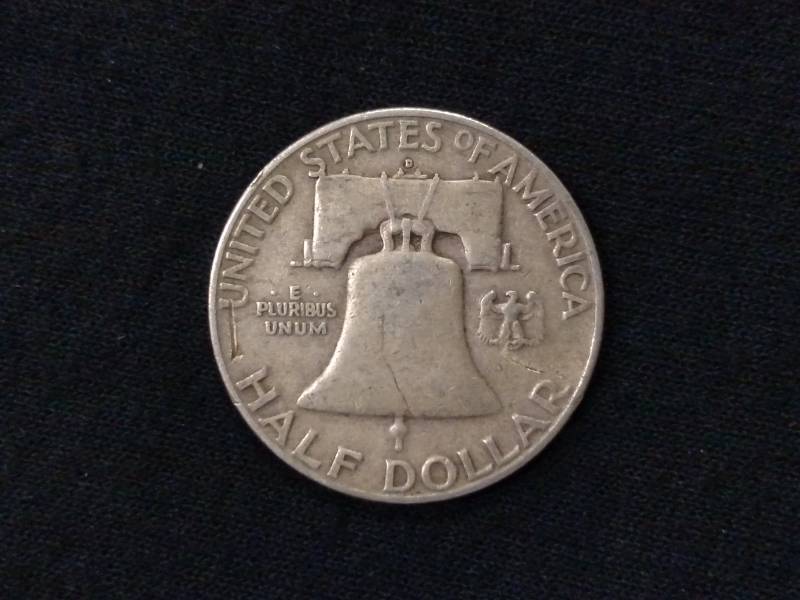 UNITED STATES OF AMERICA
D
· E ·
PLURIBUS
UNUM
HALF DOLLAR